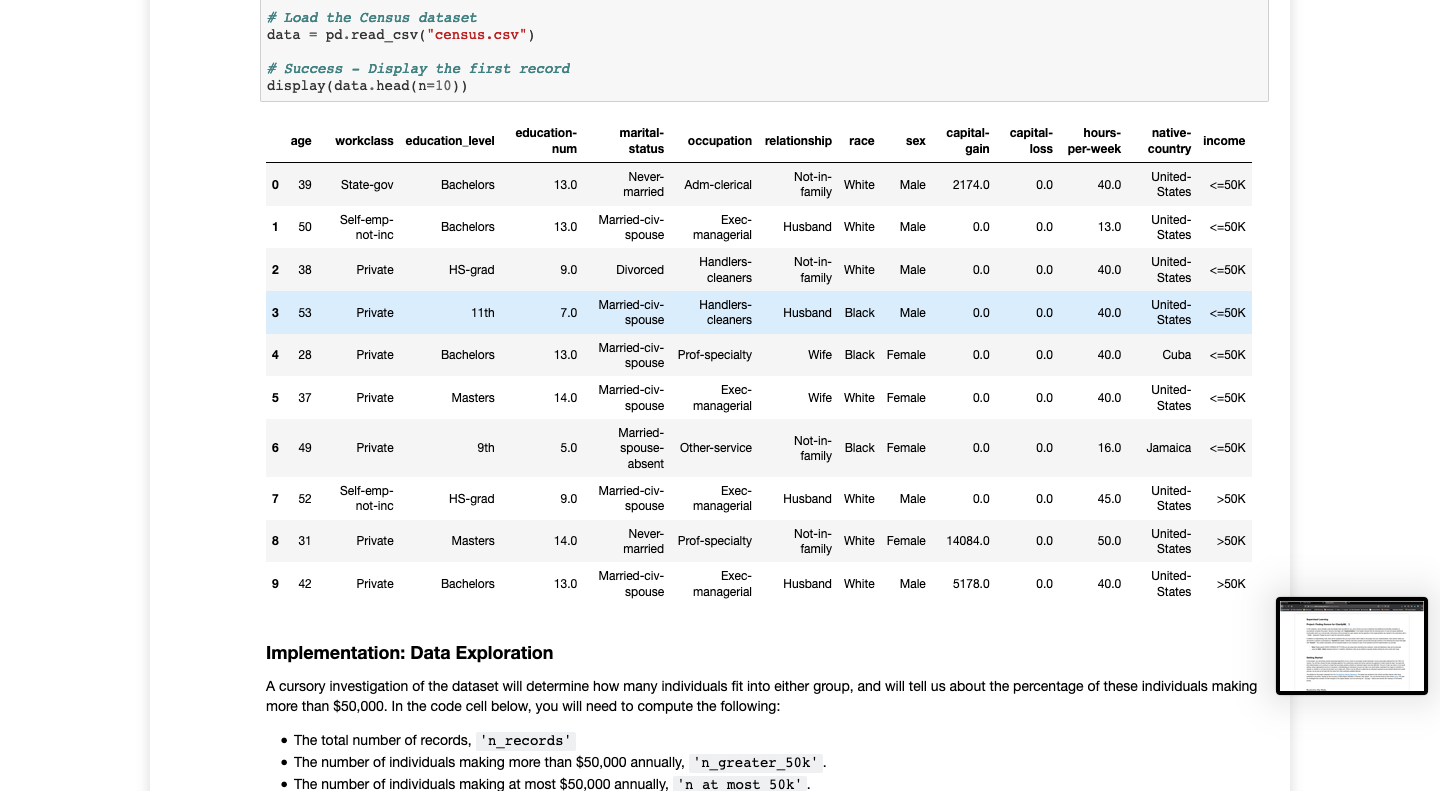 # Load the Census dataset
data = pd.read_csv("census.csv")
# Success - Display the first record
display(data.head(n=10))
age workclass education_level education-num marital-status occupation relationship race sex capital-gain capital-loss hours-per-week native-country income
0 39 State-gov Bachelors 13.0 Never-married Adm-clerical Not-in-family White Male 2174.0 0.0 40.0 United-States <=50K
1 50 Self-emp-not-inc Bachelors 13.0 Married-civ-spouse Exec-managerial Husband White Male 0.0 0.0 13.0 United-States <=50K
2 38 Private HS-grad 9.0 Divorced Handlers-cleaners Not-in-family White Male 0.0 0.0 40.0 United-States <=50K
3 53 Private 11th 7.0 Married-civ-spouse Handlers-cleaners Husband Black Male 0.0 0.0 40.0 United-States <=50K
4 28 Private Bachelors 13.0 Married-civ-spouse Prof-specialty Wife Black Female 0.0 0.0 40.0 Cuba <=50K
5 37 Private Masters 14.0 Married-civ-spouse Exec-managerial Wife White Female 0.0 0.0 40.0 United-States <=50K
6 49 Private 9th 5.0 Married-spouse-absent Other-service Not-in-family Black Female 0.0 0.0 16.0 Jamaica <=50K
7 52 Self-emp-not-inc HS-grad 9.0 Married-civ-spouse Exec-managerial Husband White Male 0.0 0.0 45.0 United-States >50K
8 31 Private Masters 14.0 Never-married Prof-specialty Not-in-family White Female 14084.0 0.0 50.0 United-States >50K
9 42 Private Bachelors 13.0 Married-civ-spouse Exec-managerial Husband White Male 5178.0 0.0 40.0 United-States >50K
Implementation: Data Exploration
A cursory investigation of the dataset will determine how many individuals fit into either group, and will tell us about the percentage of these individuals making
more than $50,000. In the code cell below, you will need to compute the following:
• The total number of records, 'n_records'
• The number of individuals making more than $50,000 annually, 'n_greater_50k'.
• The number of individuals making at most $50,000 annually, 'n_at_most_50k'.